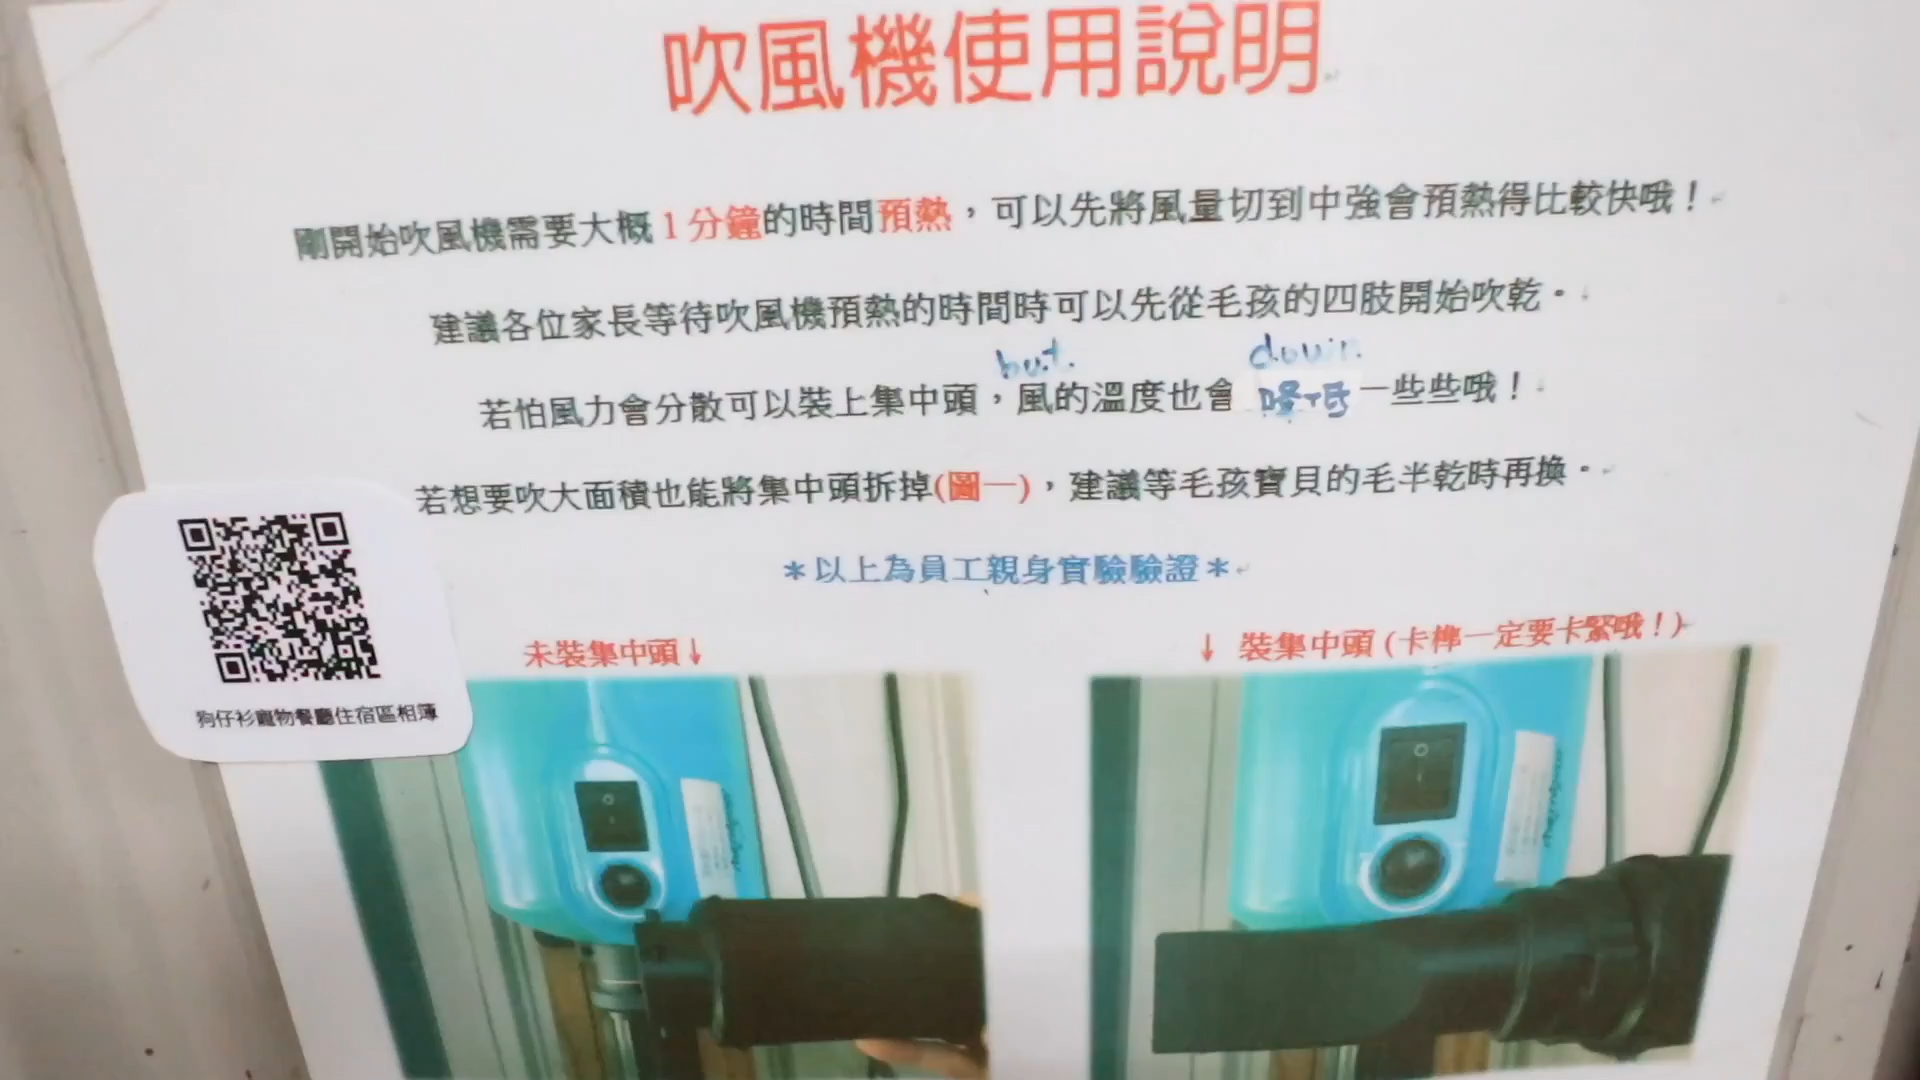 吹風機使用說明
剛開始吹風機需要大概1分鐘的時間預熱，可以先將風量切到中強會預熱得比較快哦！
建議各位家長等待吹風機預熱的時間時可以先從毛孩的四肢開始吹乾。
but. down.
若怕風力會分散可以裝上集中頭，風的溫度也會 降低一些些哦！
若想要吹大面積也能將集中頭拆掉(圖一)，建議等毛孩寶貝的毛半乾時再換。
＊以上為員工親身實驗驗證＊
未裝集中頭↓
↓ 裝集中頭 (卡榫一定要卡緊哦！)
狗仔衫寵物餐廳住宿區相簿